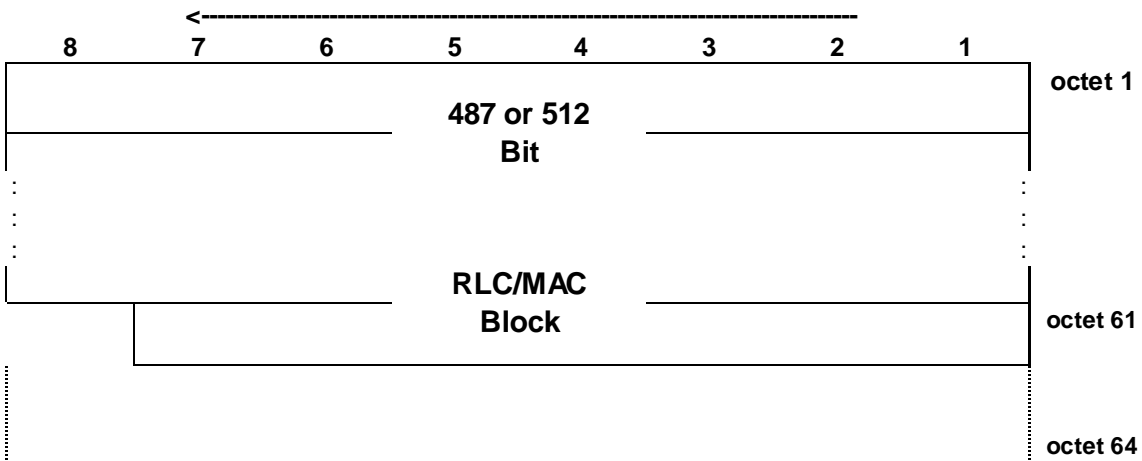 <-----------------------------------------------------------------------------------
8 7 6 5 4 3 2 1
octet 1
487 or 512
Bit
: :
: :
: :
RLC/MAC
Block
octet 61
octet 64